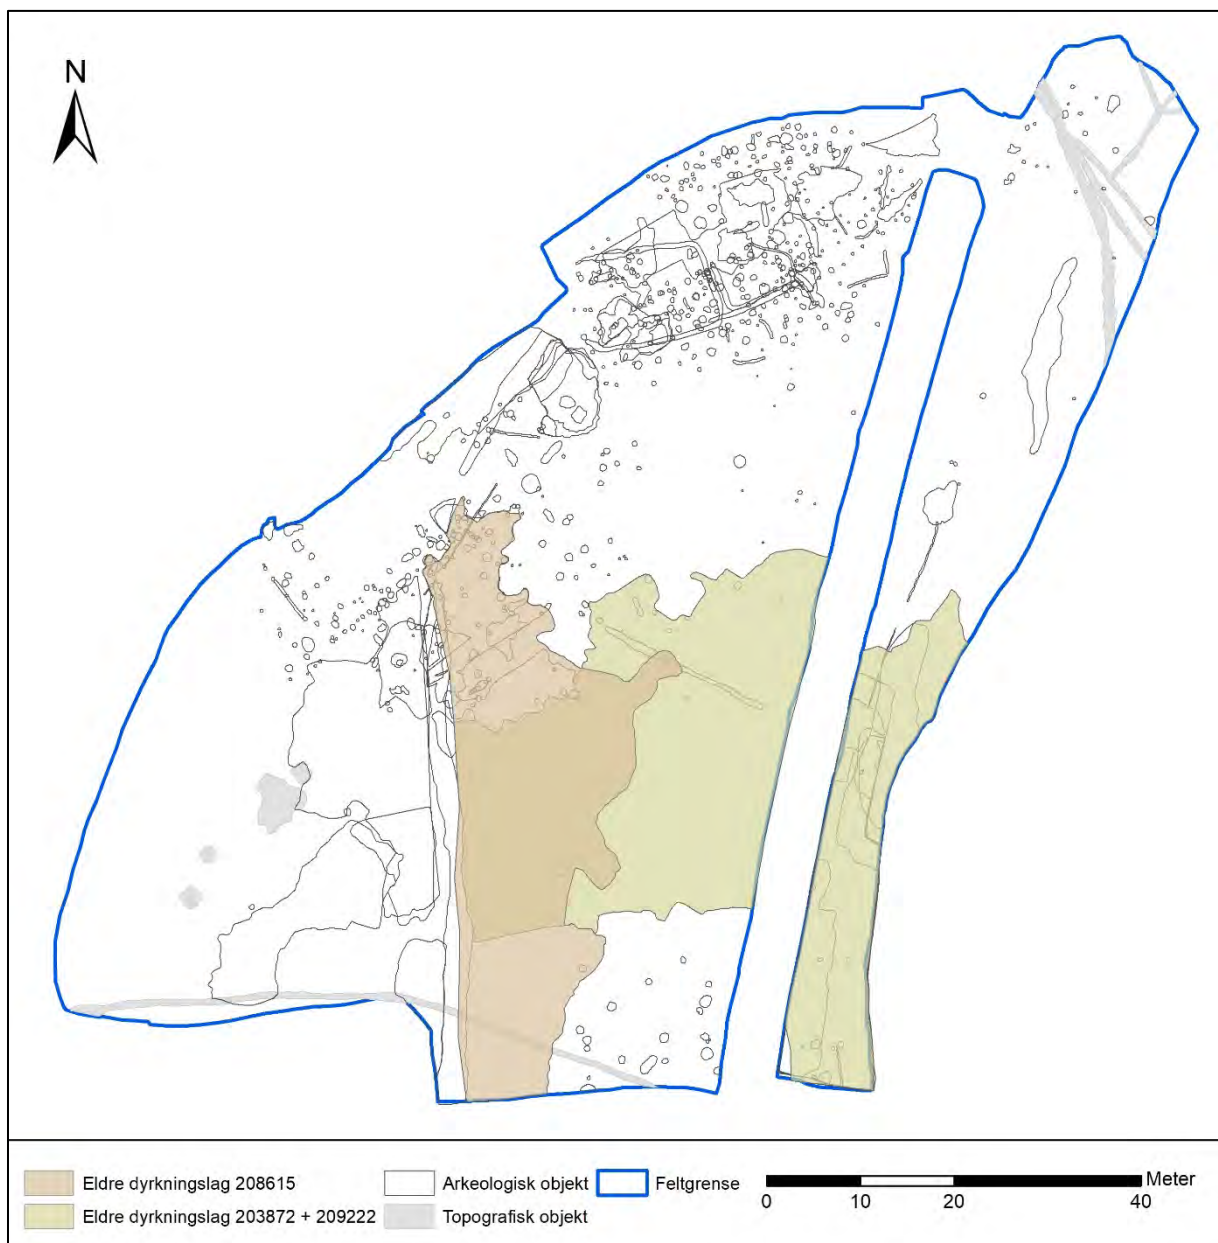 N
Eldre dyrkningslag 208615
Arkeologisk objekt
Feltgrense
Meter
0 10 20 40
Eldre dyrkningslag 203872 + 209222
Topografisk objekt